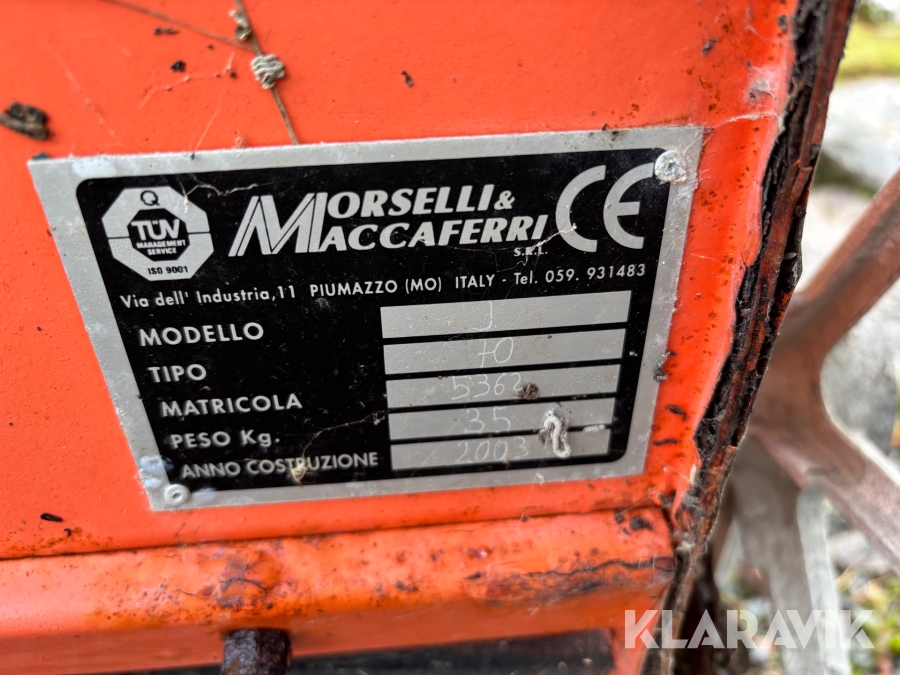 Q
TÜV
MANAGEMENT
SERVICE
ISO 9001
MORSELLI &
MACCAFERRI
S.R.L.
CE
Via dell' Industria, 11 PIUMAZZO (MO) ITALY - Tel. 059. 931483
MODELLO J
TIPO 70
MATRICOLA 5362
PESO Kg. 35
ANNO COSTRUZIONE 2003
KLARAVIK